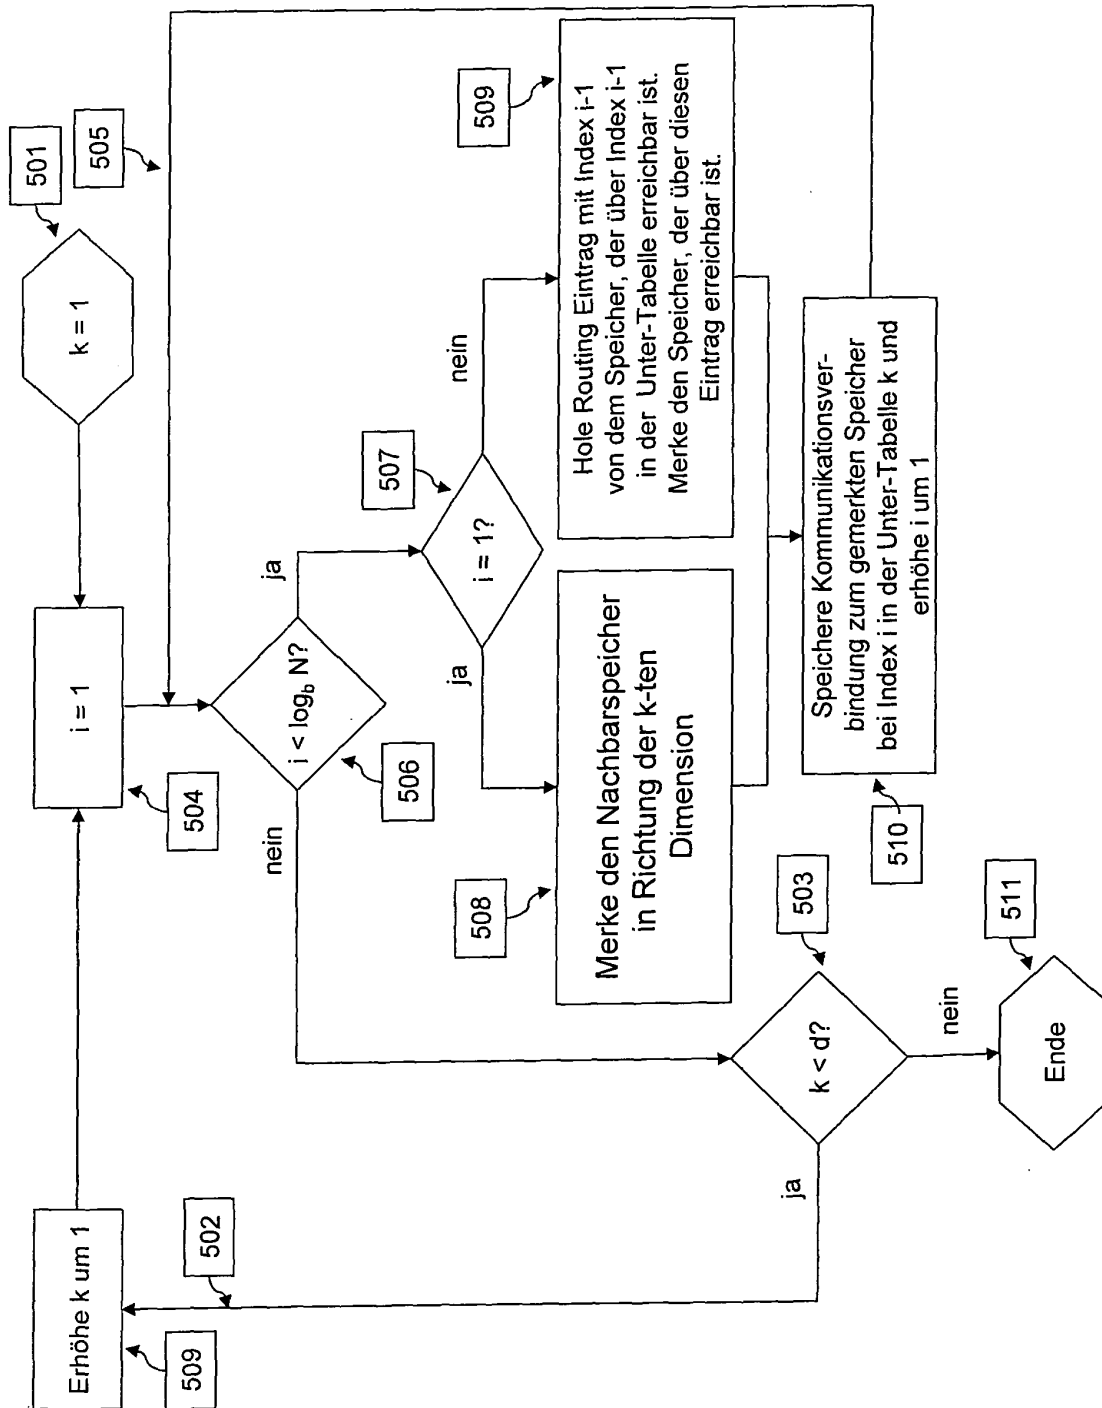 k = 1
501
505
i = 1
504
Erhöhe k um 1
509
502
i < log_b N?
506
ja
nein
i = 1?
507
ja
nein
Merke den Nachbarspeicher
in Richtung der k-ten
Dimension
508
Hole Routing Eintrag mit Index i-1
von dem Speicher, der über Index i-1
in der Unter-Tabelle erreichbar ist.
Merke den Speicher, der über diesen
Eintrag erreichbar ist.
509
Speichere Kommunikationsver-
bindung zum gemerkten Speicher
bei Index i in der Unter-Tabelle k und
erhöhe i um 1
510
k < d?
503
ja
nein
Ende
511